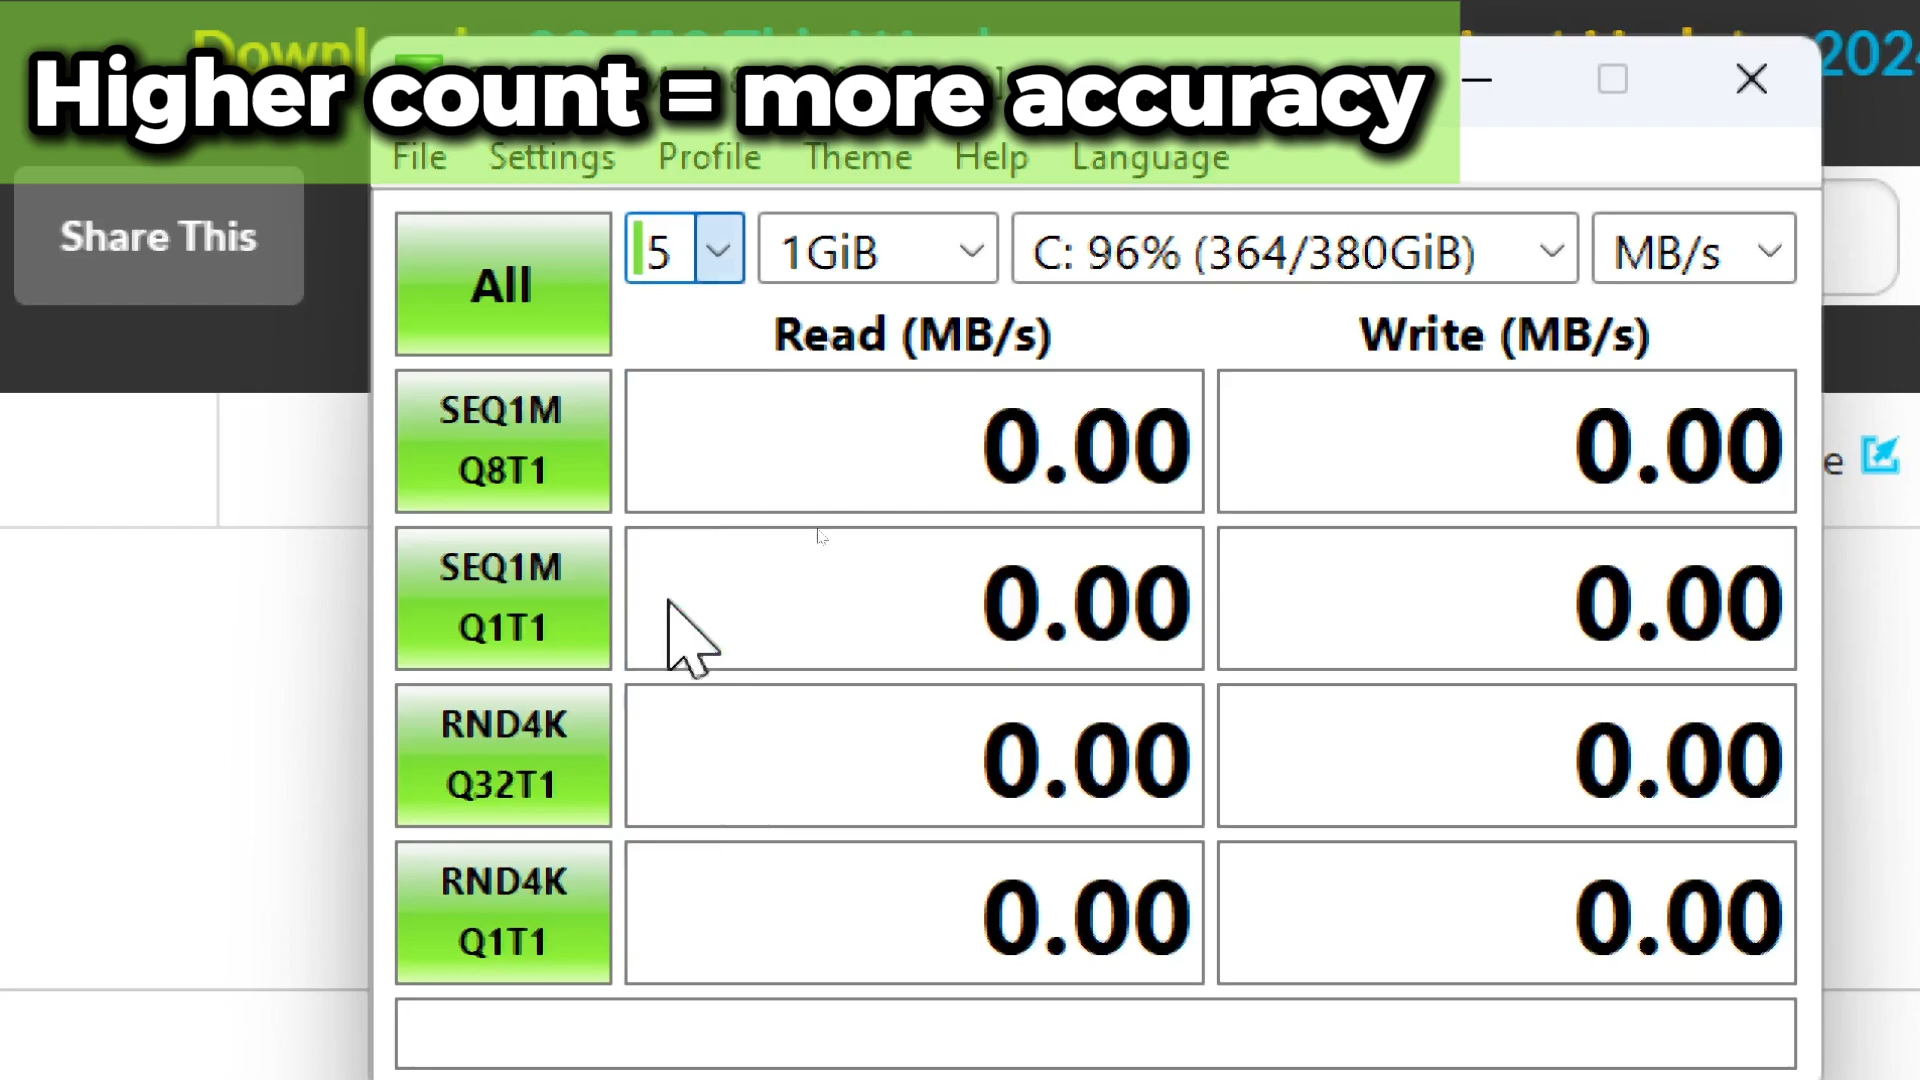 Higher count = more accuracy
2024
File Settings Profile Theme Help Language
Share This
All
5
1GiB
C: 96% (364/380GiB)
MB/s
Read (MB/s)
Write (MB/s)
SEQ1M
Q8T1
0.00
0.00
SEQ1M
Q1T1
0.00
0.00
RND4K
Q32T1
0.00
0.00
RND4K
Q1T1
0.00
0.00